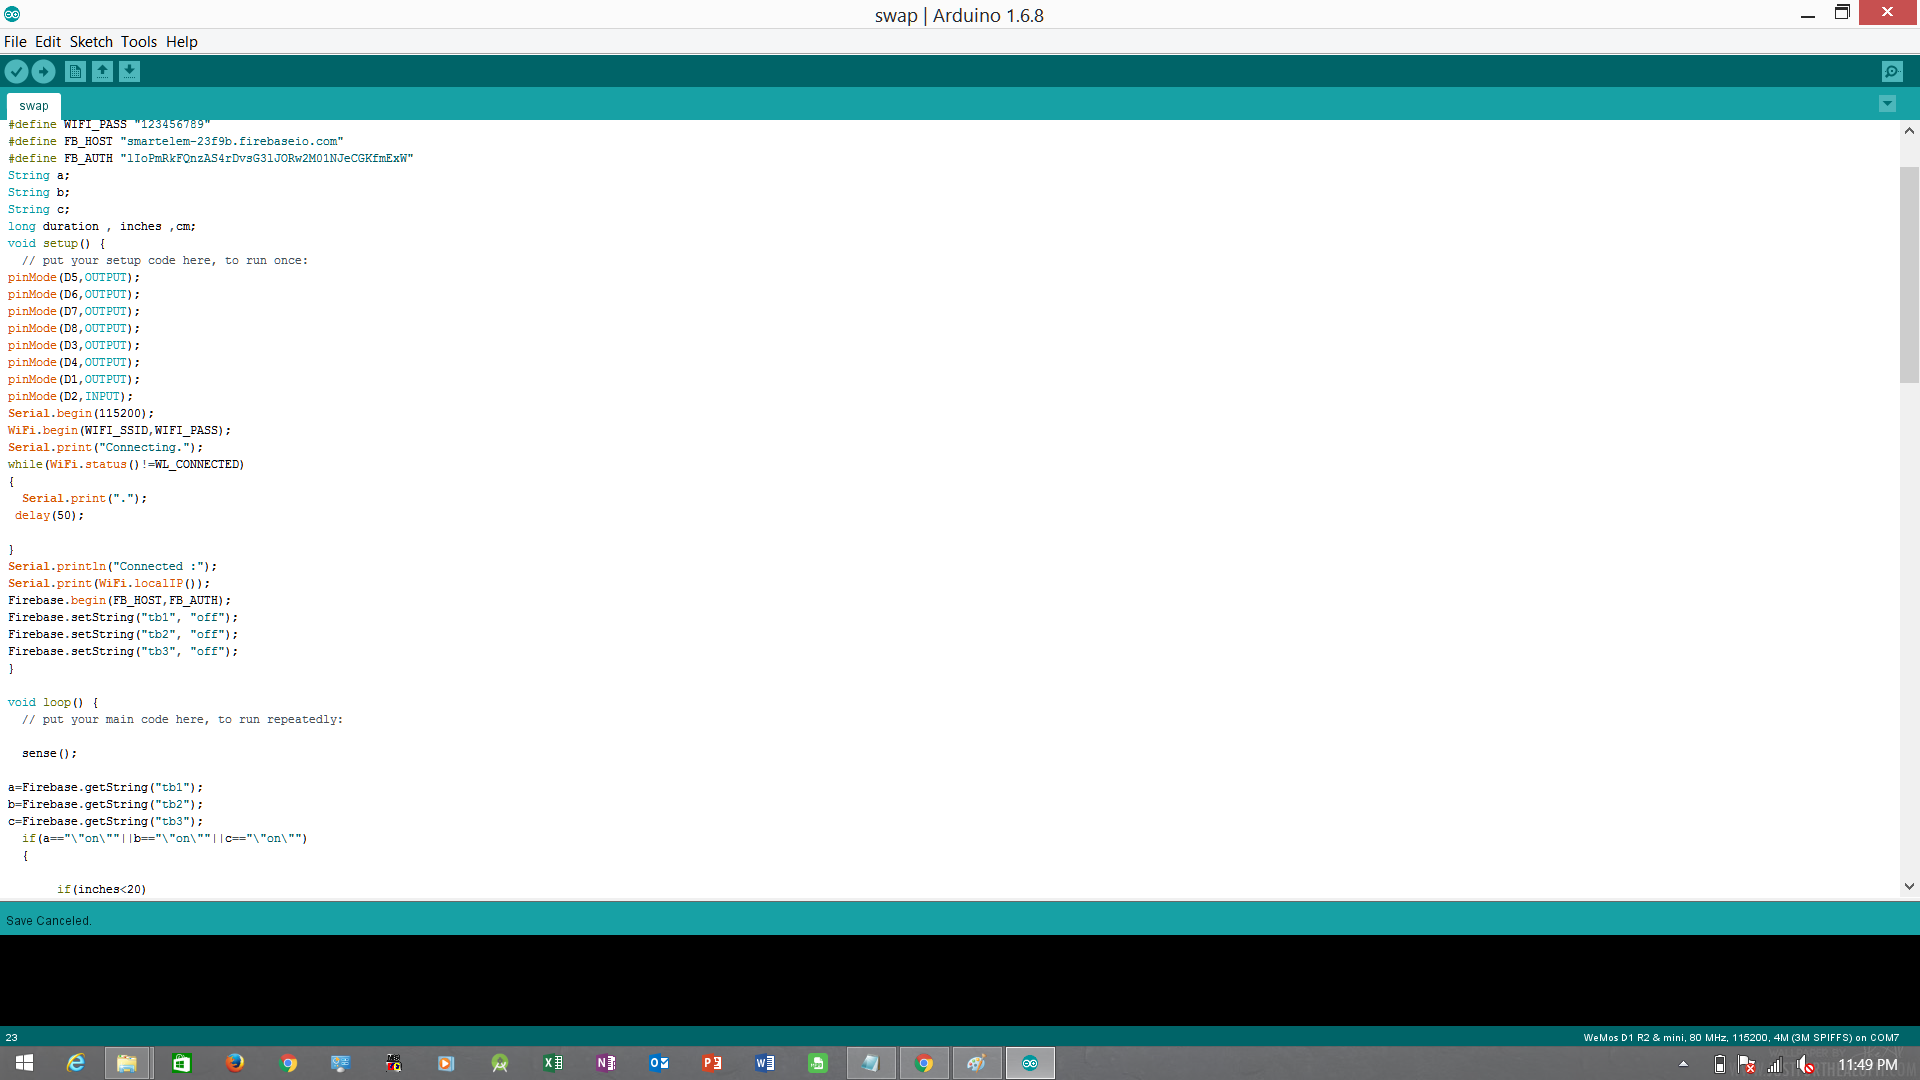 swap | Arduino 1.6.8
File Edit Sketch Tools Help
swap
#define WIFI_PASS "123456789"
#define FB_HOST "smartelem-23f9b.firebaseio.com"
#define FB_AUTH "lIoPmRkFQnzAS4rDvsG3lJORw2M01NJeCGKfmExW"
String a;
String b;
String c;
long duration , inches ,cm;
void setup() {
  // put your setup code here, to run once:
pinMode(D5,OUTPUT);
pinMode(D6,OUTPUT);
pinMode(D7,OUTPUT);
pinMode(D8,OUTPUT);
pinMode(D3,OUTPUT);
pinMode(D4,OUTPUT);
pinMode(D1,OUTPUT);
pinMode(D2,INPUT);
Serial.begin(115200);
WiFi.begin(WIFI_SSID,WIFI_PASS);
Serial.print("Connecting.");
while(WiFi.status()!=WL_CONNECTED)
{
  Serial.print(".");
 delay(50);
}
Serial.println("Connected :");
Serial.print(WiFi.localIP());
Firebase.begin(FB_HOST,FB_AUTH);
Firebase.setString("tb1", "off");
Firebase.setString("tb2", "off");
Firebase.setString("tb3", "off");
}
void loop() {
  // put your main code here, to run repeatedly:
  sense();
a=Firebase.getString("tb1");
b=Firebase.getString("tb2");
c=Firebase.getString("tb3");
  if(a=="\"on\""||b=="\"on\""||c=="\"on\"")
  {
       if(inches<20)
Save Canceled.
23
WeMos D1 R2 & mini, 80 MHz, 115200, 4M (3M SPIFFS) on COM7
11:49 PM